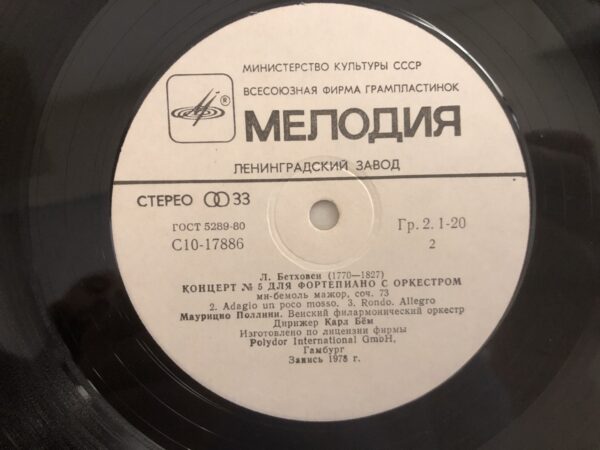 МИНИСТЕРСТВО КУЛЬТУРЫ СССР
ВСЕСОЮЗНАЯ ФИРМА ГРАМПЛАСТИНОК
®
МЕЛОДИЯ
ЛЕНИНГРАДСКИЙ ЗАВОД
СТЕРЕО 33
ГОСТ 5289-80
Гр. 2. 1-20
С10-17886
2
Л. Бетховен (1770—1827)
КОНЦЕРТ № 5 ДЛЯ ФОРТЕПИАНО С ОРКЕСТРОМ
ми-бемоль мажор, соч. 73
2. Adagio un poco mosso. 3. Rondo. Allegro
Маурицио Поллини. Венский филармонический оркестр
Дирижер Карл Бём
Изготовлено по лицензии фирмы
Polydor International GmbH,
Гамбург
Запись 1978 г.